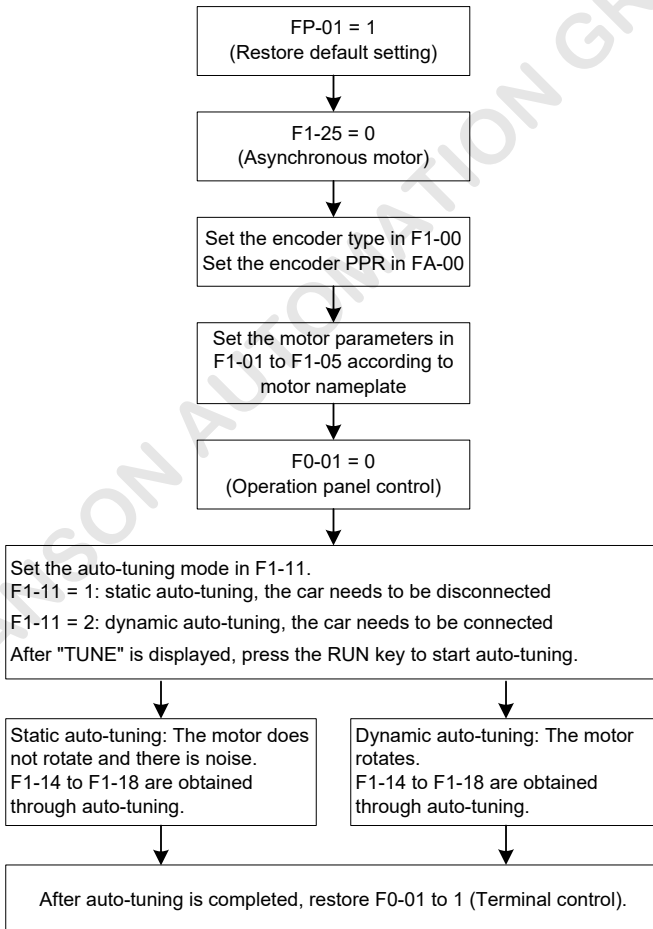 FP-01 = 1
(Restore default setting)
F1-25 = 0
(Asynchronous motor)
Set the encoder type in F1-00
Set the encoder PPR in FA-00
Set the motor parameters in
F1-01 to F1-05 according to
motor nameplate
F0-01 = 0
(Operation panel control)
Set the auto-tuning mode in F1-11.
F1-11 = 1: static auto-tuning, the car needs to be disconnected
F1-11 = 2: dynamic auto-tuning, the car needs to be connected
After "TUNE" is displayed, press the RUN key to start auto-tuning.
Static auto-tuning: The motor does
not rotate and there is noise.
F1-14 to F1-18 are obtained
through auto-tuning.
Dynamic auto-tuning: The motor
rotates.
F1-14 to F1-18 are obtained
through auto-tuning.
After auto-tuning is completed, restore F0-01 to 1 (Terminal control).
ANSON AUTOMATION GR